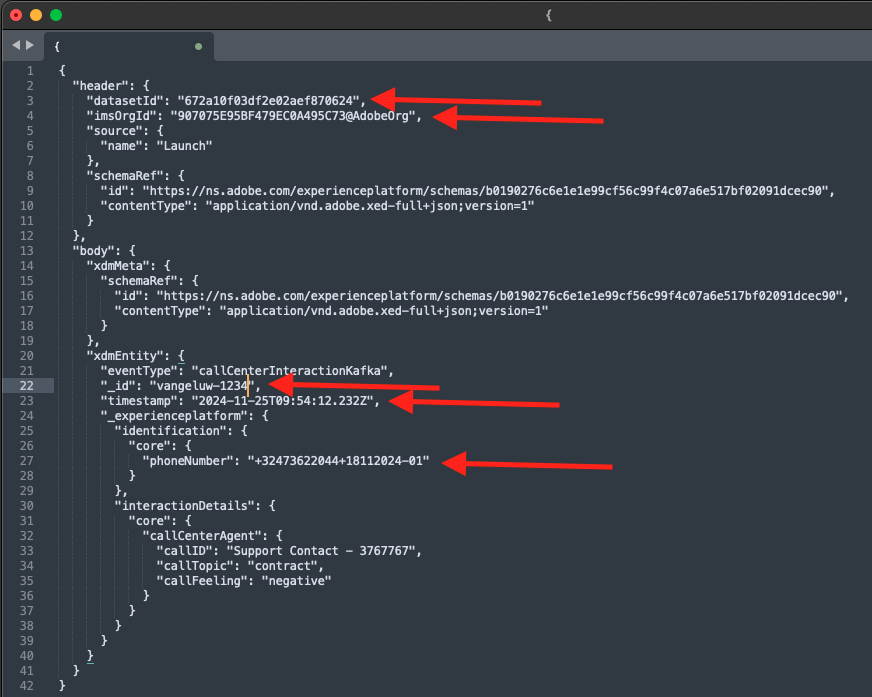 {
{
1 {
2 "header": {
3 "datasetId": "672a10f03df2e02aef870624",
4 "imsOrgId": "907075E95BF479EC0A495C73@AdobeOrg",
5 "source": {
6 "name": "Launch"
7 },
8 "schemaRef": {
9 "id": "https://ns.adobe.com/experienceplatform/schemas/b0190276c6e1e1e99cf56c99f4c07a6e517bf02091dcec90",
10 "contentType": "application/vnd.adobe.xed-full+json;version=1"
11 }
12 },
13 "body": {
14 "xdmMeta": {
15 "schemaRef": {
16 "id": "https://ns.adobe.com/experienceplatform/schemas/b0190276c6e1e1e99cf56c99f4c07a6e517bf02091dcec90",
17 "contentType": "application/vnd.adobe.xed-full+json;version=1"
18 }
19 },
20 "xdmEntity": {
21 "eventType": "callCenterInteractionKafka",
22 "_id": "vangeluw-1234",
23 "timestamp": "2024-11-25T09:54:12.232Z",
24 "_experienceplatform": {
25 "identification": {
26 "core": {
27 "phoneNumber": "+32473622044+18112024-01"
28 }
29 },
30 "interactionDetails": {
31 "core": {
32 "callCenterAgent": {
33 "callID": "Support Contact - 3767767",
34 "callTopic": "contract",
35 "callFeeling": "negative"
36 }
37 }
38 }
39 }
40 }
41 }
42 }